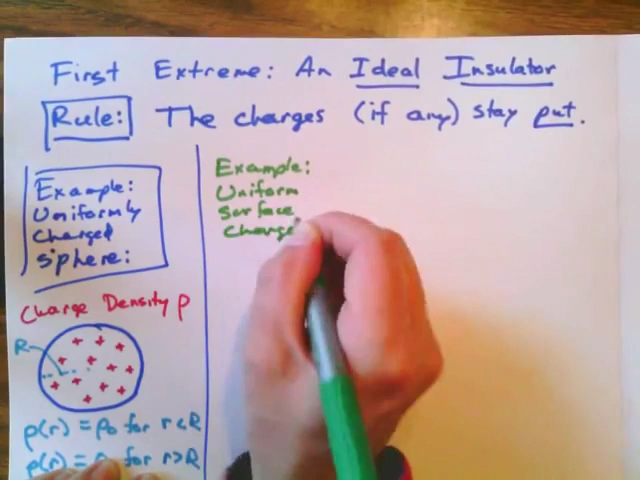 First Extreme: An Ideal Insulator
Rule: The charges (if any) stay put.
Example:
Uniformly
Charged
Sphere:
Charge Density ρ
R
ρ(r) = ρ₀ for r<R
ρ(r) = for r>R
Example:
Uniform
Surface
Charge